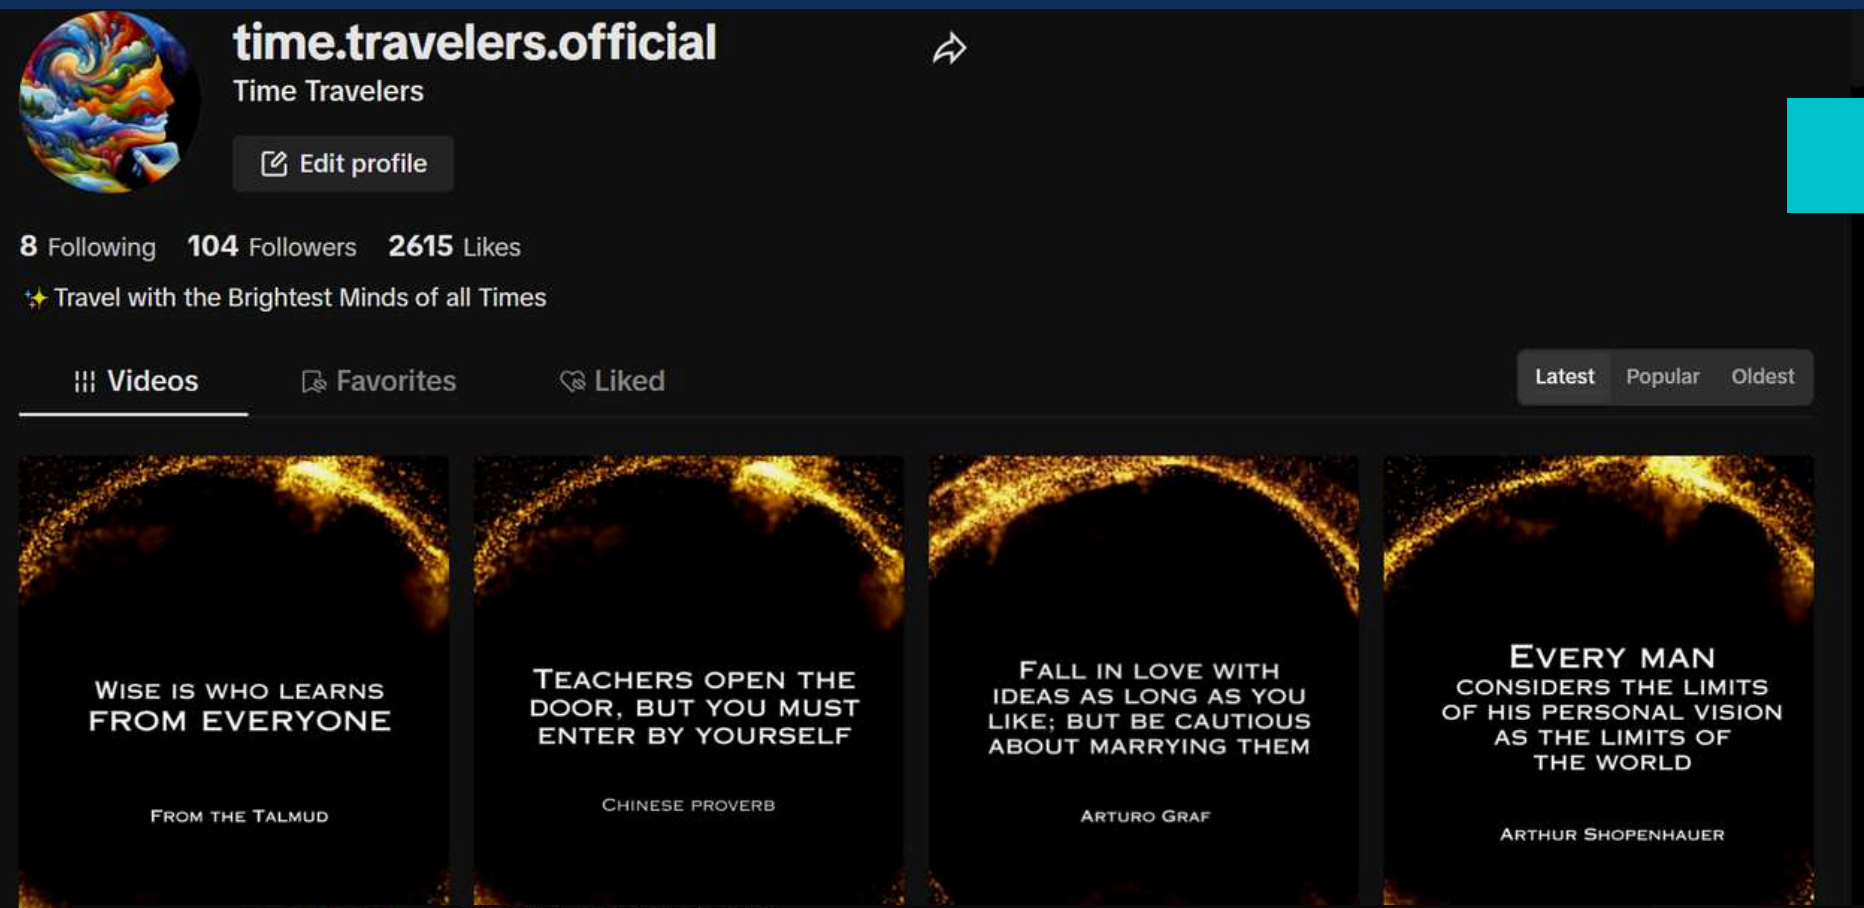 time.travelers.official
Time Travelers
Edit profile
8 Following 104 Followers 2615 Likes
✨ Travel with the Brightest Minds of all Times
Videos Favorites Liked
Latest Popular Oldest
WISE IS WHO LEARNS
FROM EVERYONE
FROM THE TALMUD
TEACHERS OPEN THE
DOOR, BUT YOU MUST
ENTER BY YOURSELF
CHINESE PROVERB
FALL IN LOVE WITH
IDEAS AS LONG AS YOU
LIKE; BUT BE CAUTIOUS
ABOUT MARRYING THEM
ARTURO GRAF
EVERY MAN
CONSIDERS THE LIMITS
OF HIS PERSONAL VISION
AS THE LIMITS OF
THE WORLD
ARTHUR SHOPENHAUER